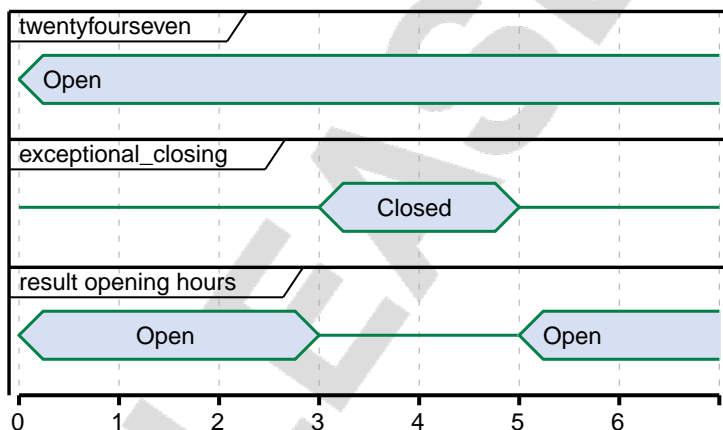 twentyfourseven
Open
exceptional_closing
Closed
result opening hours
Open Open
0 1 2 3 4 5 6